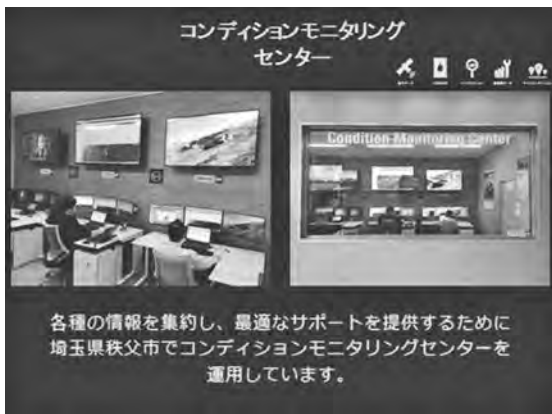 コンディションモニタリング
センター
Condition Monitoring Center
各種の情報を集約し、最適なサポートを提供するために
埼玉県秩父市でコンディションモニタリングセンターを
運用しています。